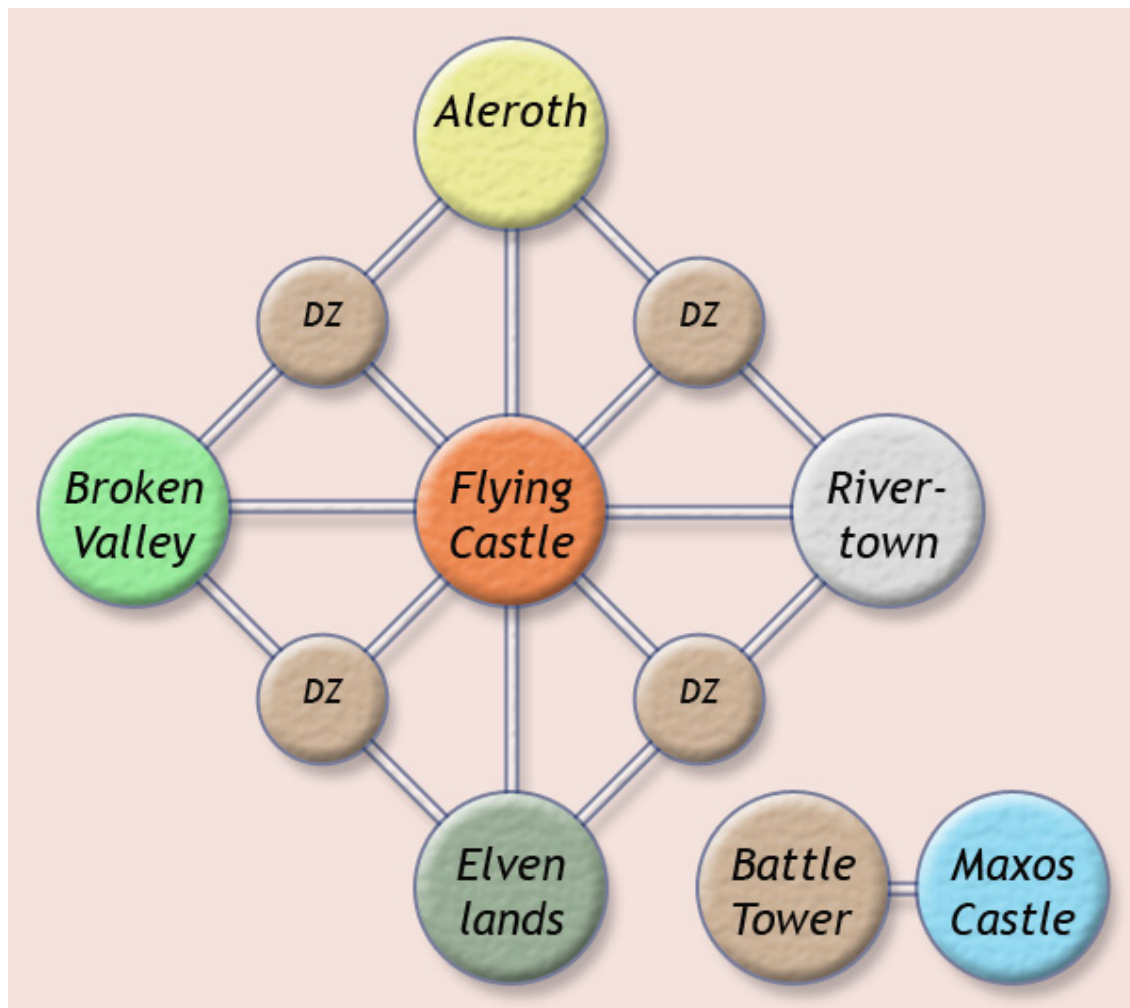 Aleroth
DZ
DZ
Broken
Valley
Flying
Castle
River-
town
DZ
DZ
Elven
lands
Battle
Tower
Maxos
Castle